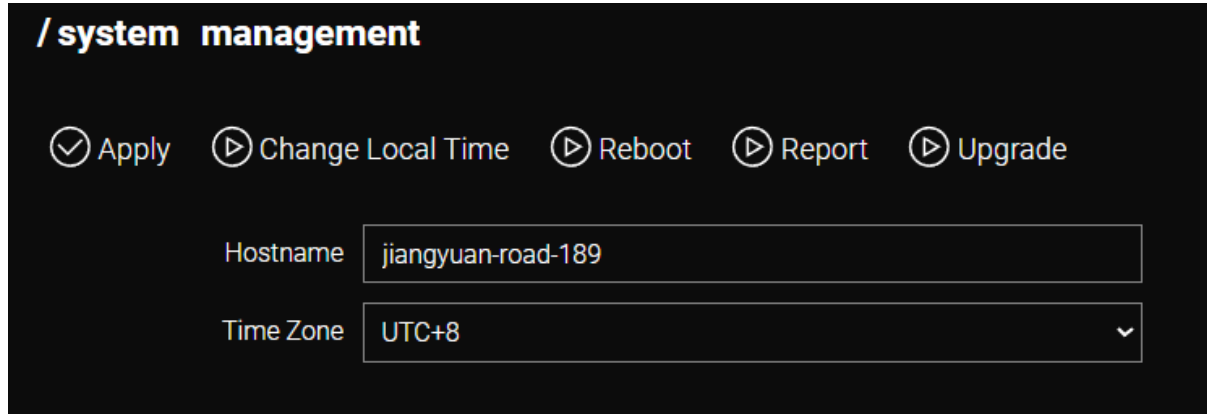 / system management
Apply Change Local Time Reboot Report Upgrade
Hostname jiangyuan-road-189
Time Zone UTC+8